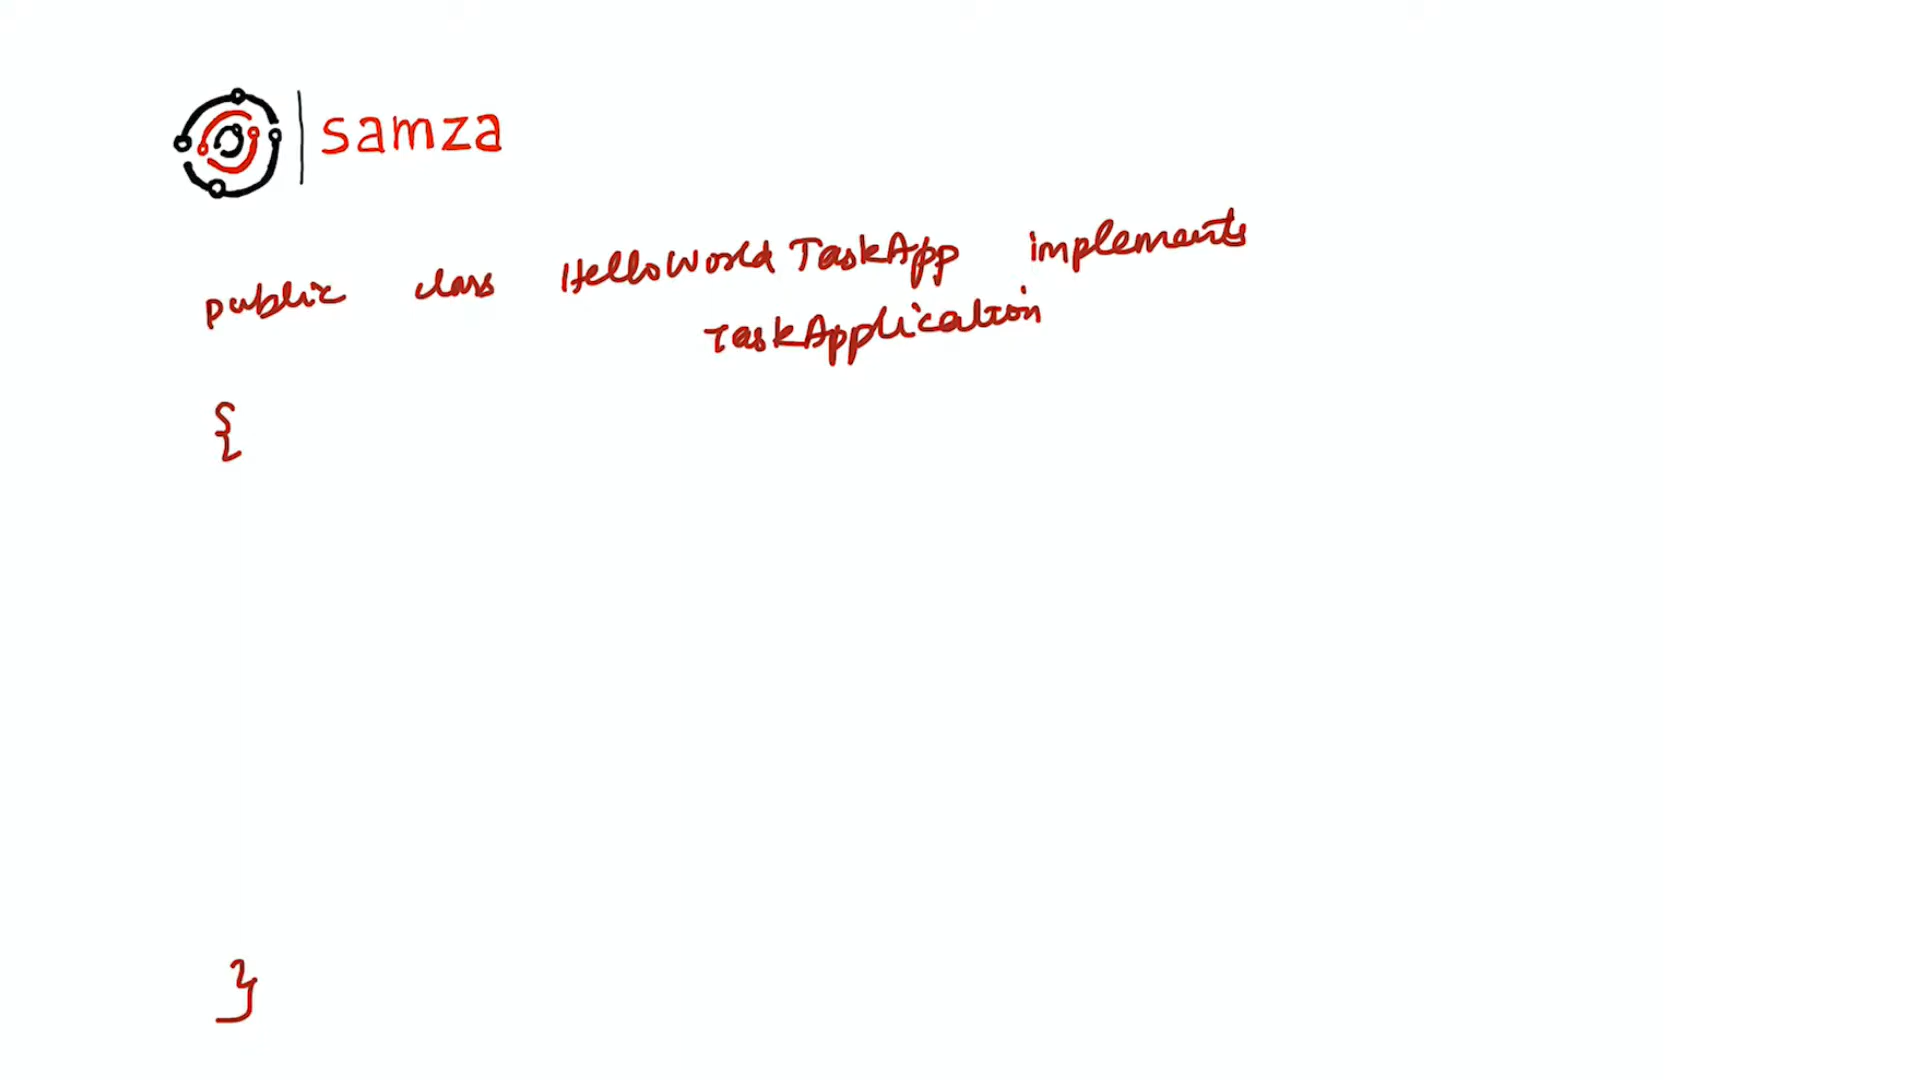 samza
public class HelloWorldTaskApp implements
TaskApplication
{
}